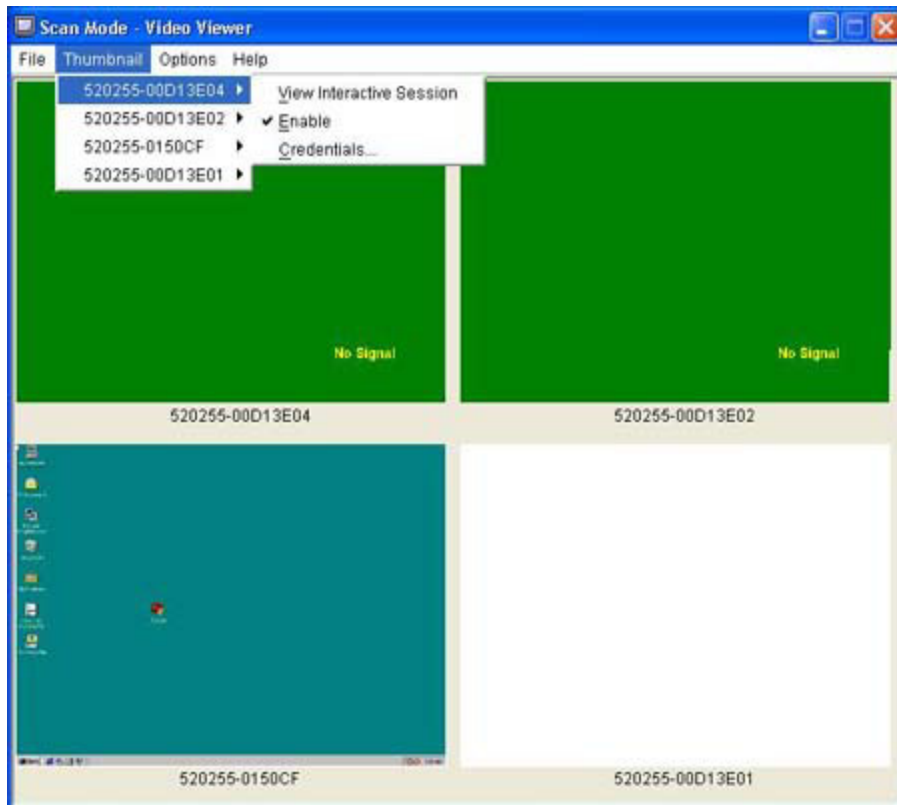 Scan Mode - Video Viewer
File Thumbnail Options Help
520255-00D13E04 View Interactive Session
520255-00D13E02 Enable
520255-0150CF Credentials...
520255-00D13E01
No Signal No Signal
520255-00D13E04 520255-00D13E02
520255-0150CF 520255-00D13E01